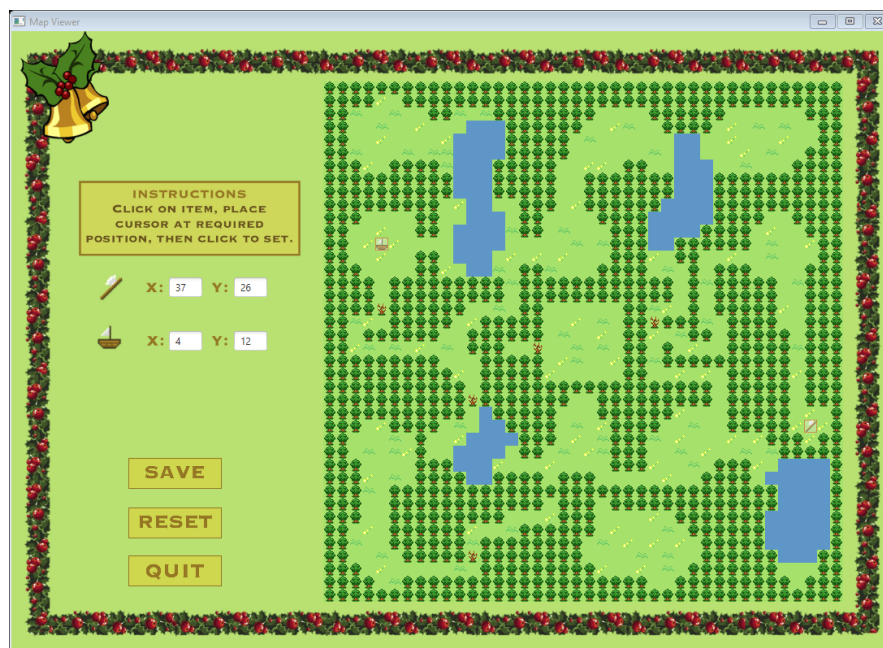 Map Viewer
INSTRUCTIONS
CLICK ON ITEM, PLACE
CURSOR AT REQUIRED
POSITION, THEN CLICK TO SET.
X: 37 Y: 26
X: 4 Y: 12
SAVE
RESET
QUIT